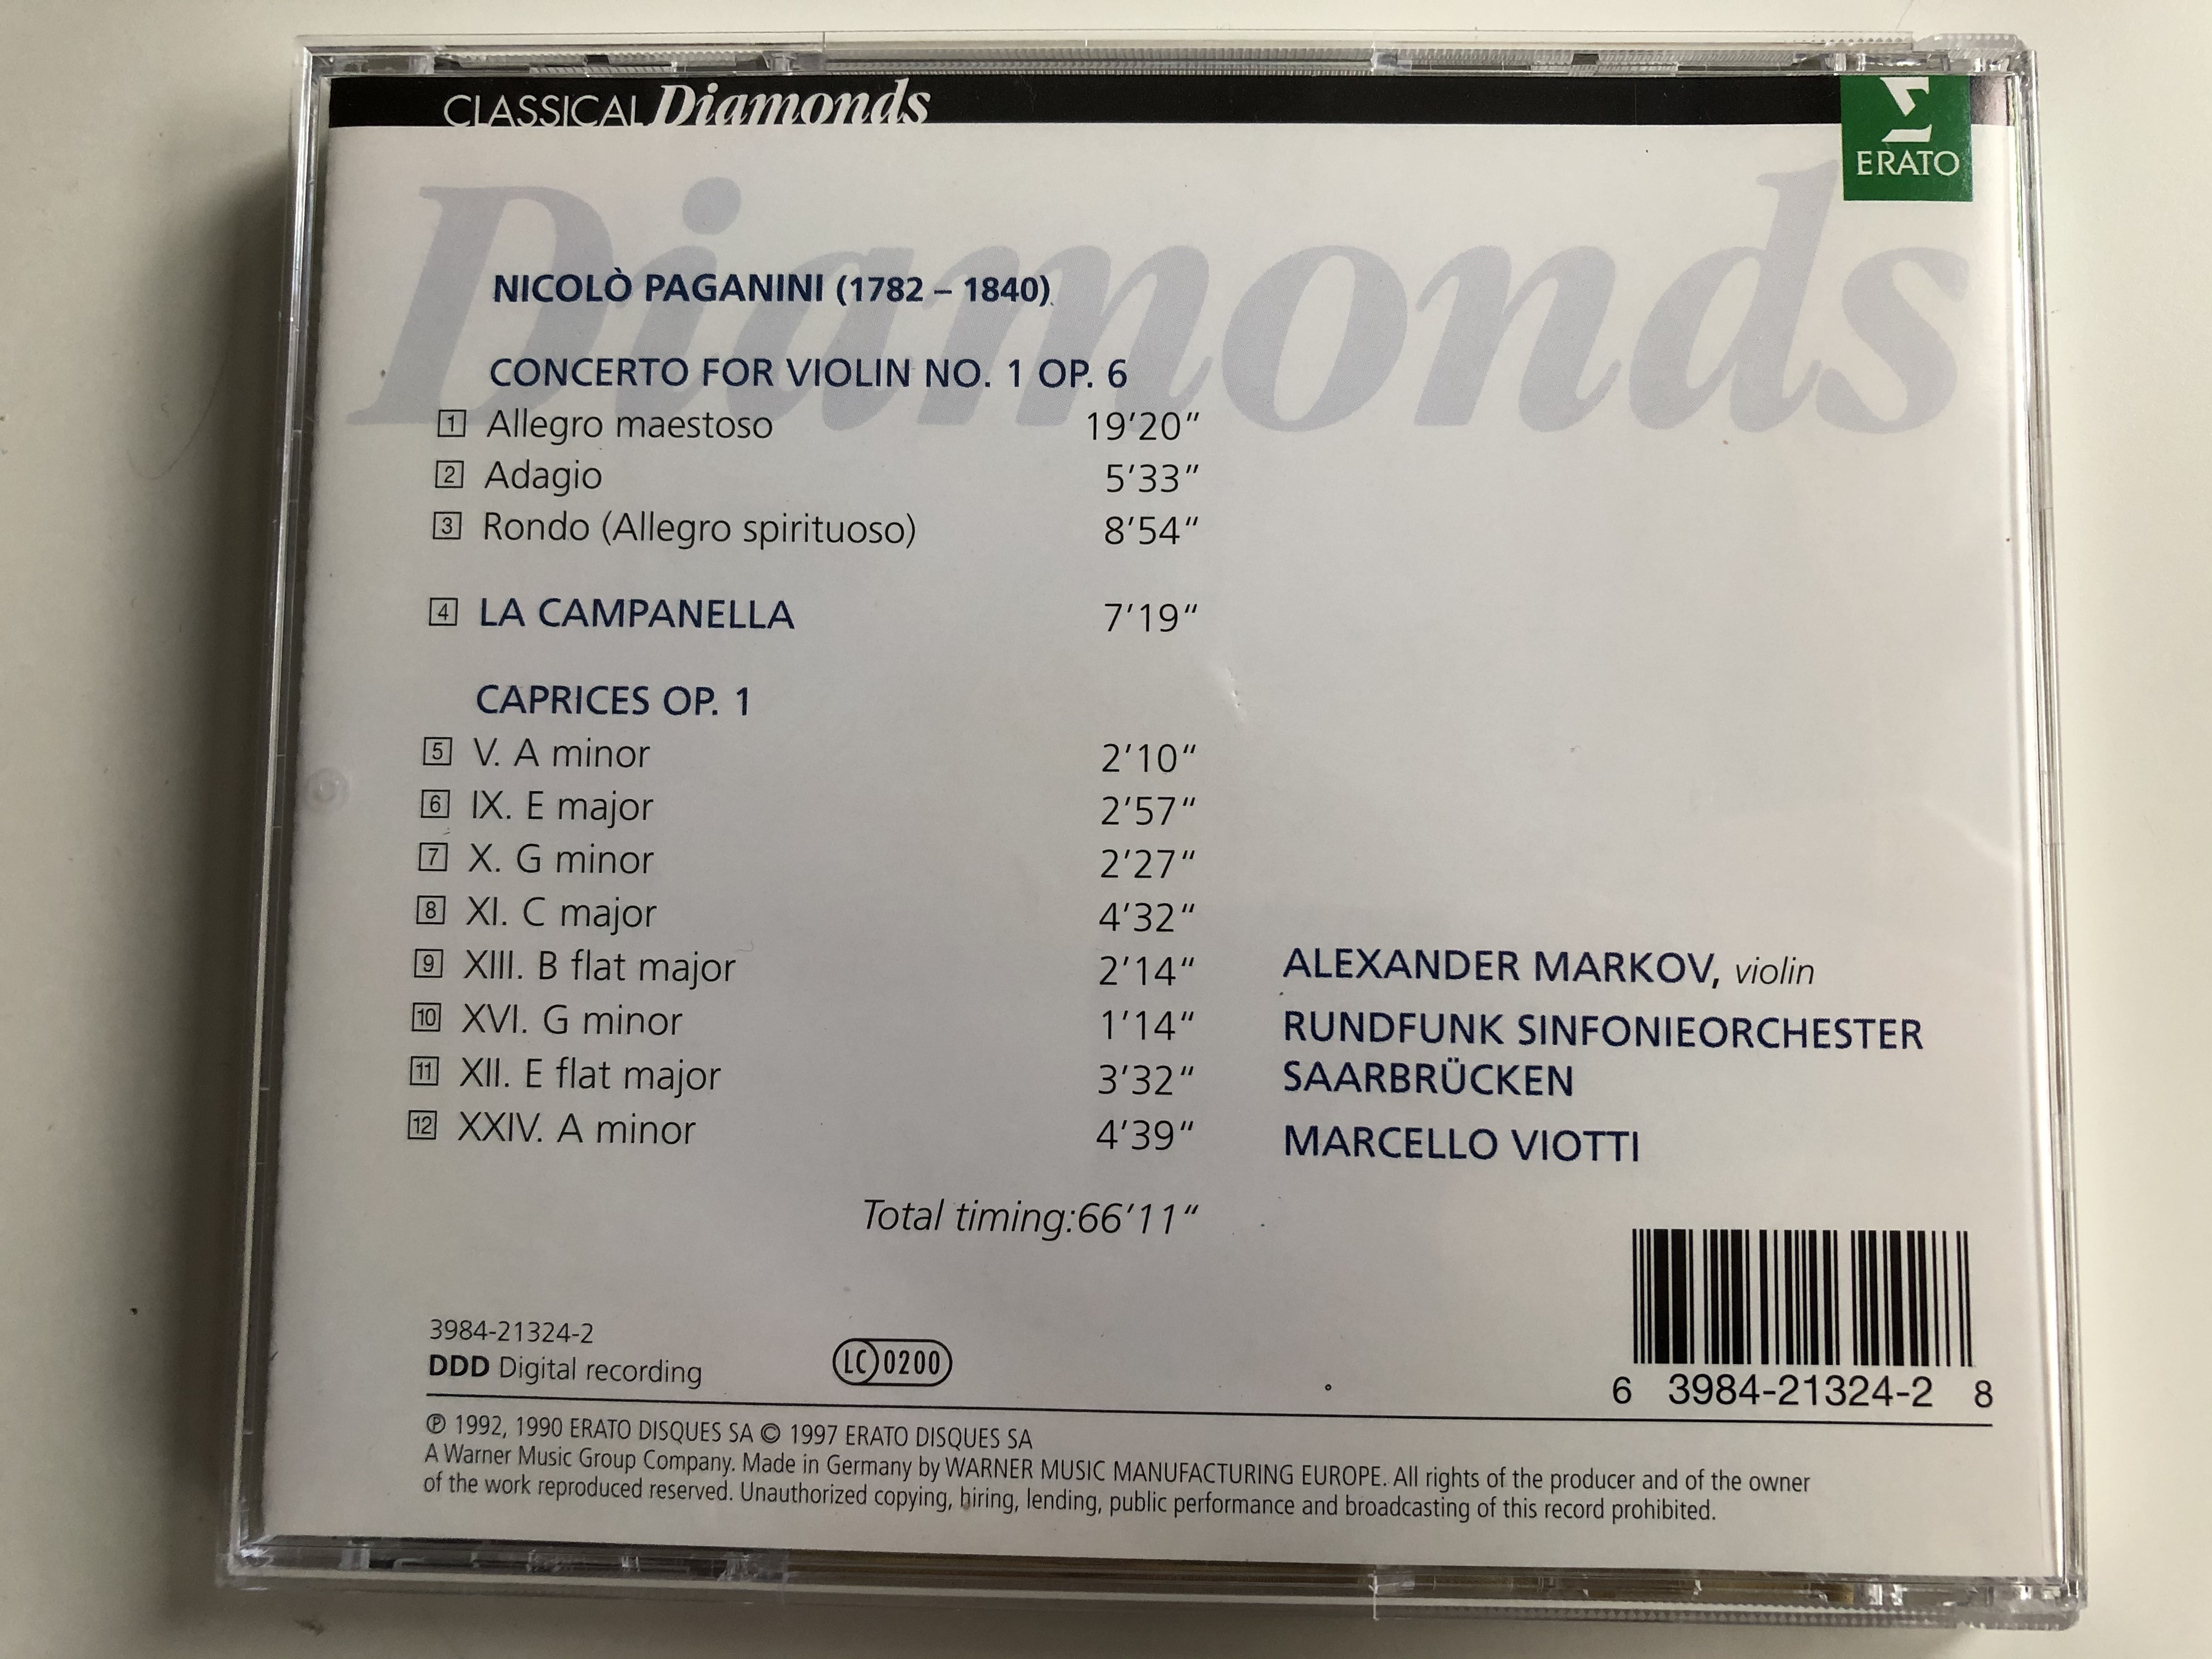 CLASSICAL Diamonds
ERATO
Diamonds
NICOLÒ PAGANINI (1782 – 1840)
CONCERTO FOR VIOLIN NO. 1 OP. 6
1 Allegro maestoso 19’20“
2 Adagio 5’33“
3 Rondo (Allegro spirituoso) 8’54“
4 LA CAMPANELLA 7’19“
CAPRICES OP. 1
5 V. A minor 2’10“
6 IX. E major 2’57“
7 X. G minor 2’27“
8 XI. C major 4’32“
9 XIII. B flat major 2’14“
10 XVI. G minor 1’14“
11 XII. E flat major 3’32“
12 XXIV. A minor 4’39“
Total timing:66’11“
ALEXANDER MARKOV, violin
RUNDFUNK SINFONIEORCHESTER
SAARBRÜCKEN
MARCELLO VIOTTI
3984-21324-2
DDD Digital recording
LC 0200
6 3984-21324-2 8
℗ 1992, 1990 ERATO DISQUES SA © 1997 ERATO DISQUES SA
A Warner Music Group Company. Made in Germany by WARNER MUSIC MANUFACTURING EUROPE. All rights of the producer and of the owner
of the work reproduced reserved. Unauthorized copying, hiring, lending, public performance and broadcasting of this record prohibited.